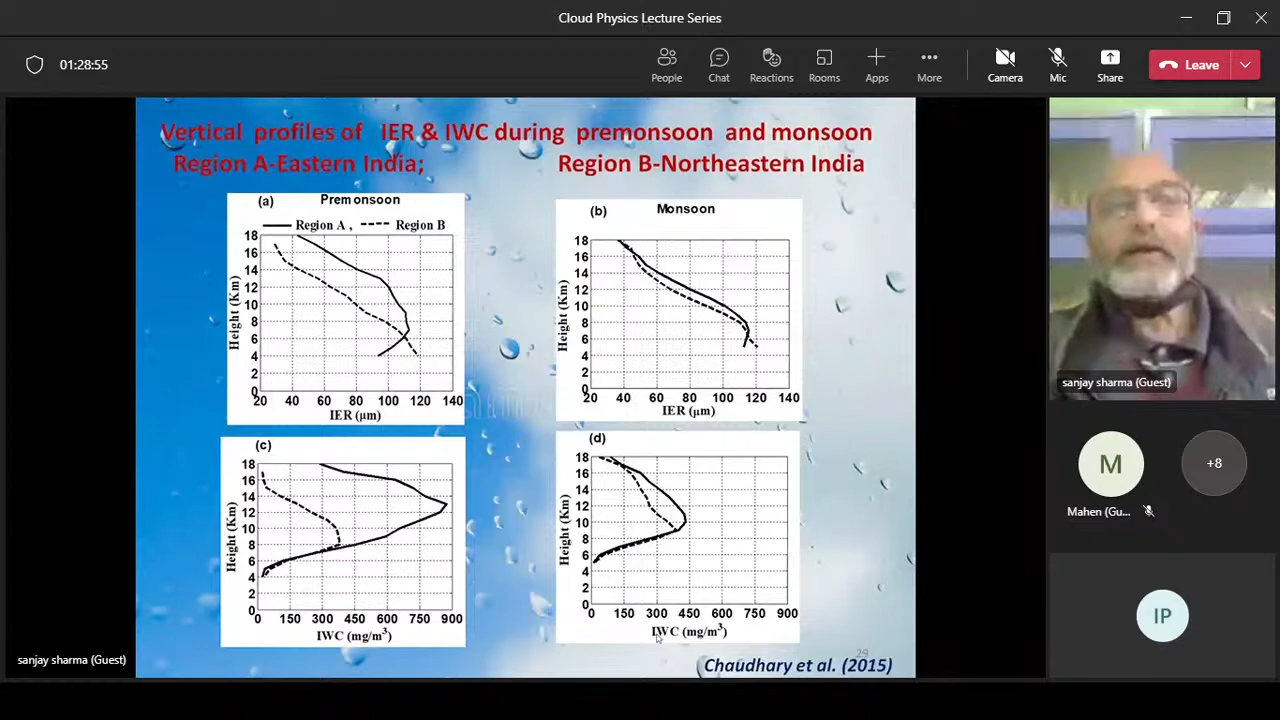 Cloud Physics Lecture Series
01:28:55
People
Chat
Reactions
Rooms
Apps
More
Camera
Mic
Share
Leave
Vertical profiles of IER & IWC during premonsoon and monsoon
Region A-Eastern India; Region B-Northeastern India
(a) Premonsoon
Region A , Region B
18
16
14
12
10
8
6
4
2
0
Height (Km)
20 40 60 80 100 120 140
IER (µm)
(b) Monsoon
18
16
14
12
10
8
6
4
2
0
Height (Km)
20 40 60 80 100 120 140
IER (µm)
(c)
18
16
14
12
10
8
6
4
2
0
Height (Km)
0 150 300 450 600 750 900
IWC (mg/m³)
(d)
18
16
14
12
10
8
6
4
2
0
Height (Km)
0 150 300 450 600 750 900
IWC (mg/m³)
29
Chaudhary et al. (2015)
sanjay sharma (Guest)
sanjay sharma (Guest)
M
+8
Mahen (Gu...
IP